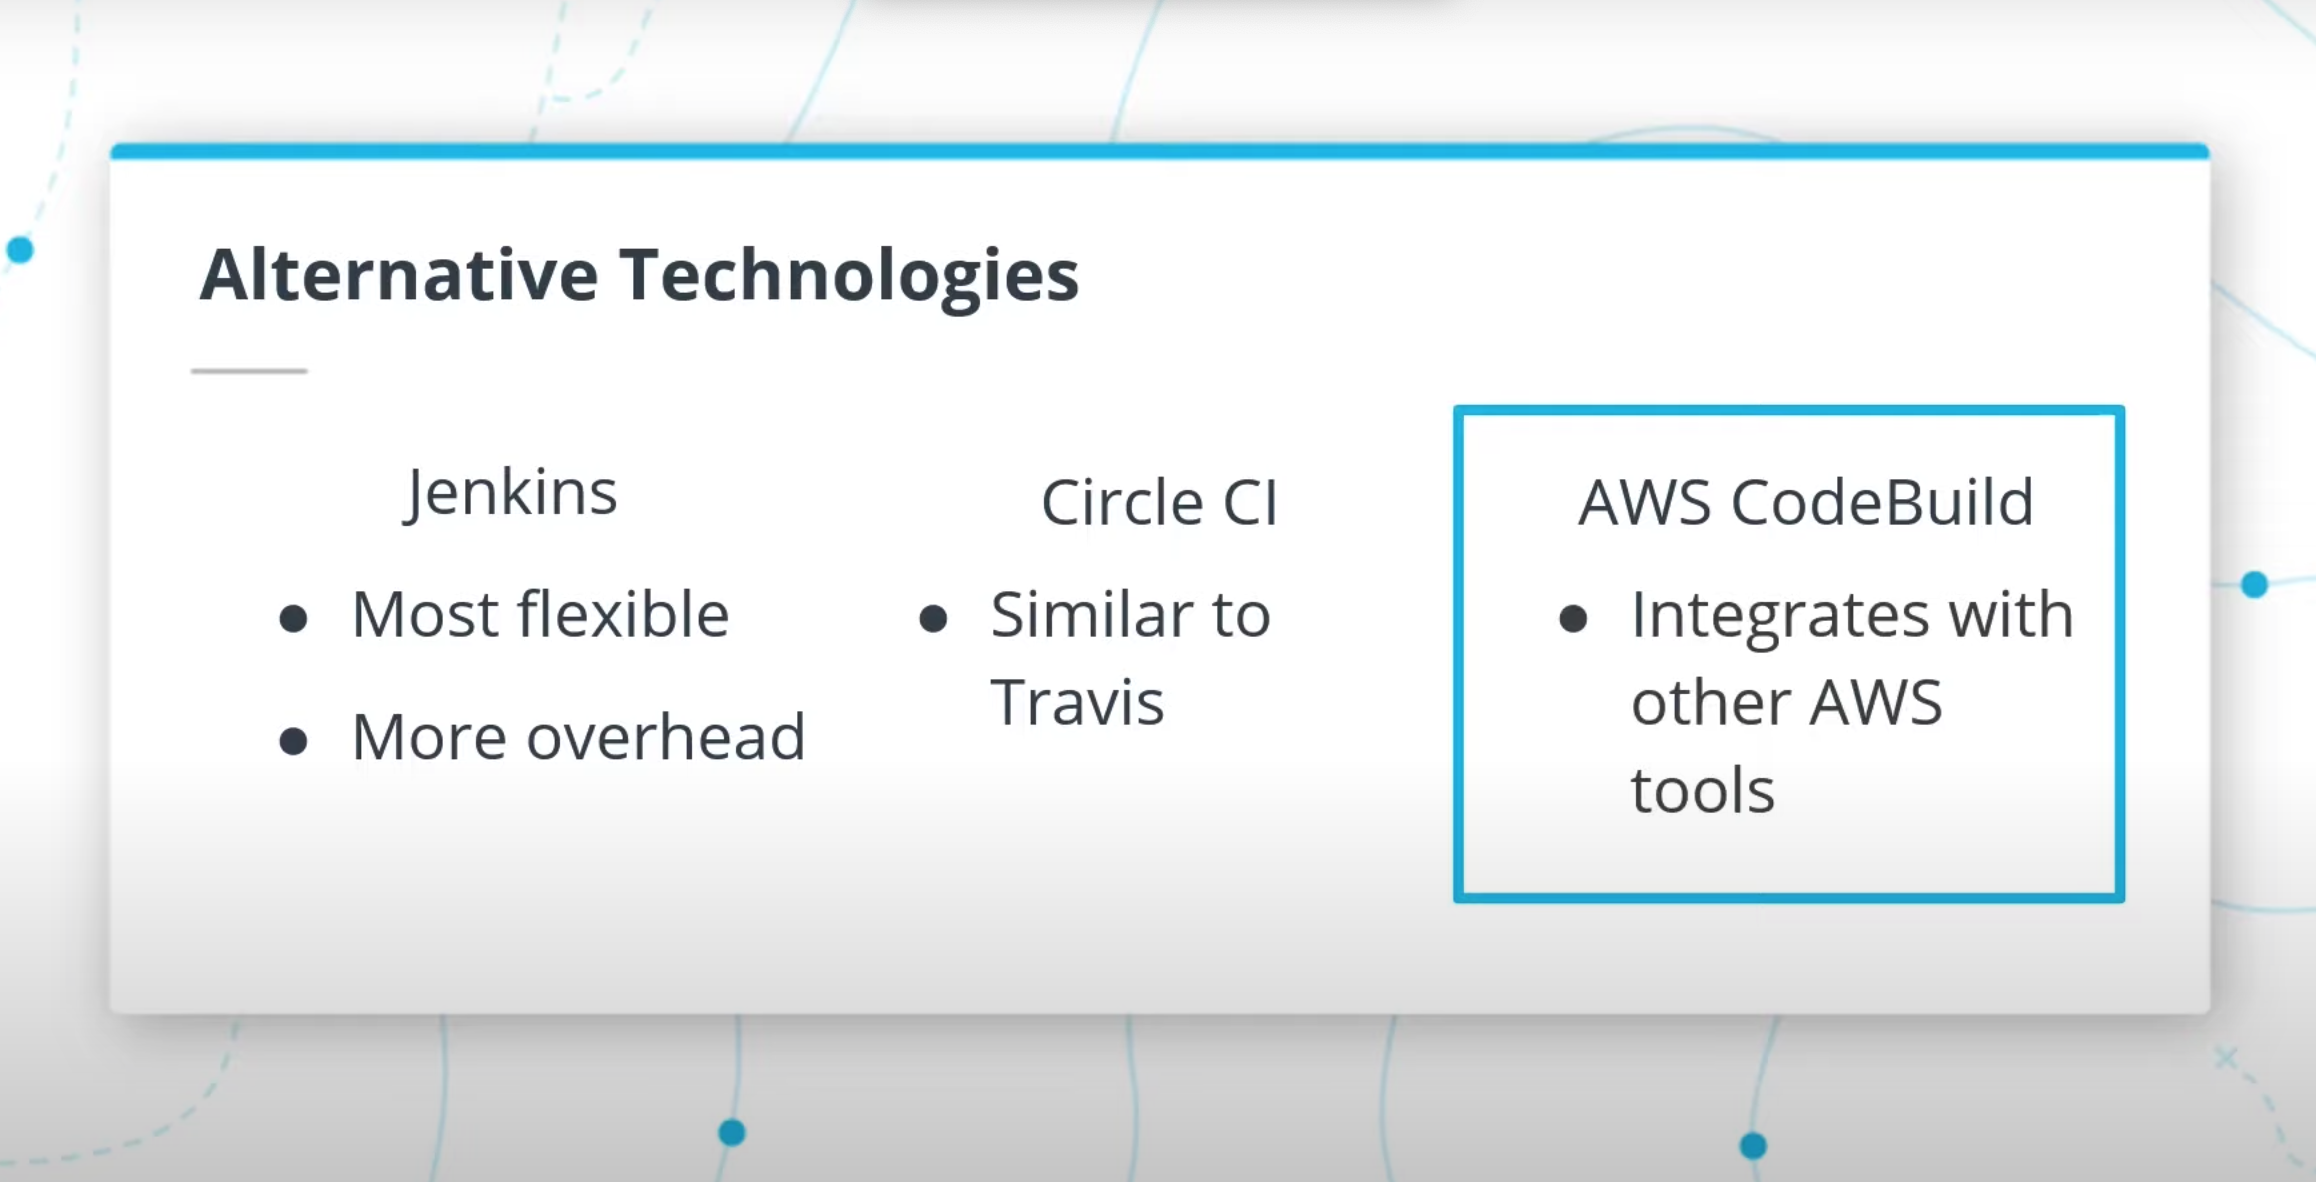 Alternative Technologies
Jenkins
● Most flexible
● More overhead
Circle CI
● Similar to
Travis
AWS CodeBuild
● Integrates with
other AWS
tools